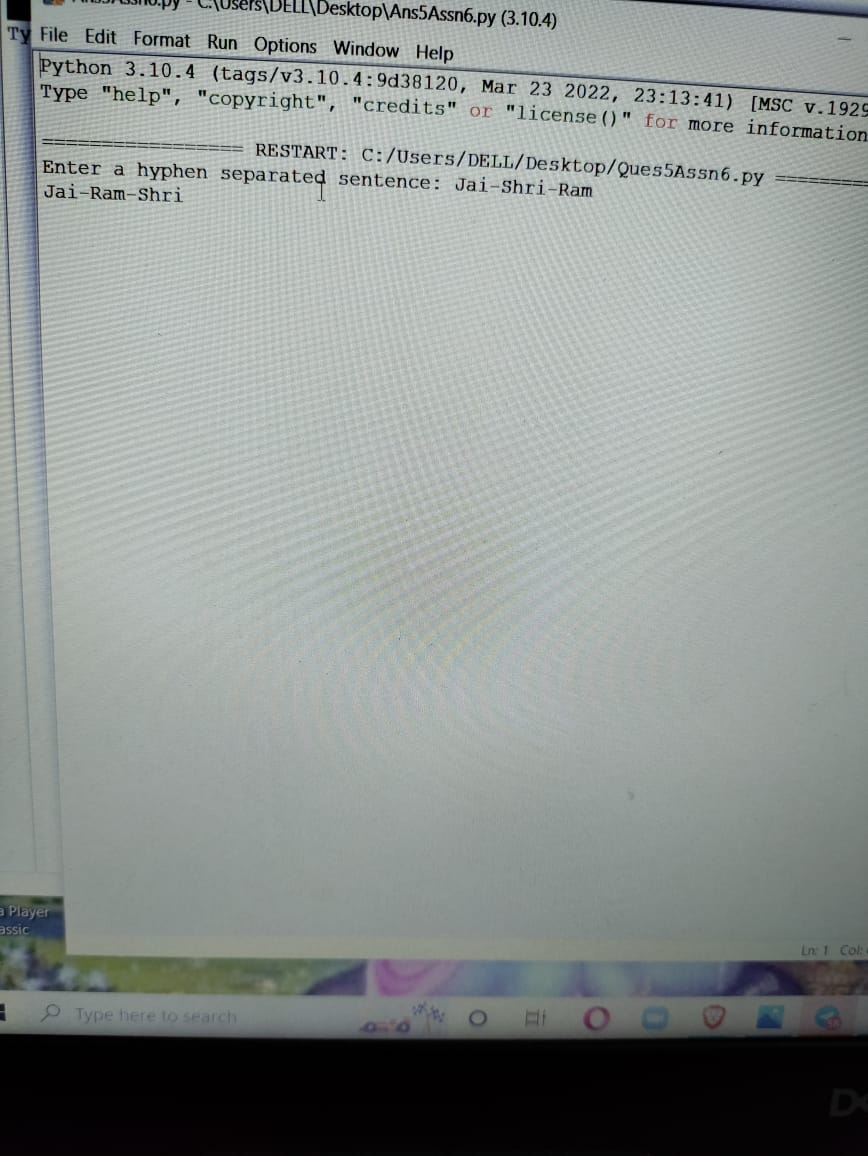 C:\Users\DELL\Desktop\Ans5Assn6.py (3.10.4)
Ty File Edit Format Run Options Window Help
Python 3.10.4 (tags/v3.10.4:9d38120, Mar 23 2022, 23:13:41) [MSC v.1929
Type "help", "copyright", "credits" or "license()" for more information
================= RESTART: C:/Users/DELL/Desktop/Ques5Assn6.py ========
Enter a hyphen separated sentence: Jai-Shri-Ram
Jai-Ram-Shri
a Player
assic
Ln: 1 Col:
Type here to search